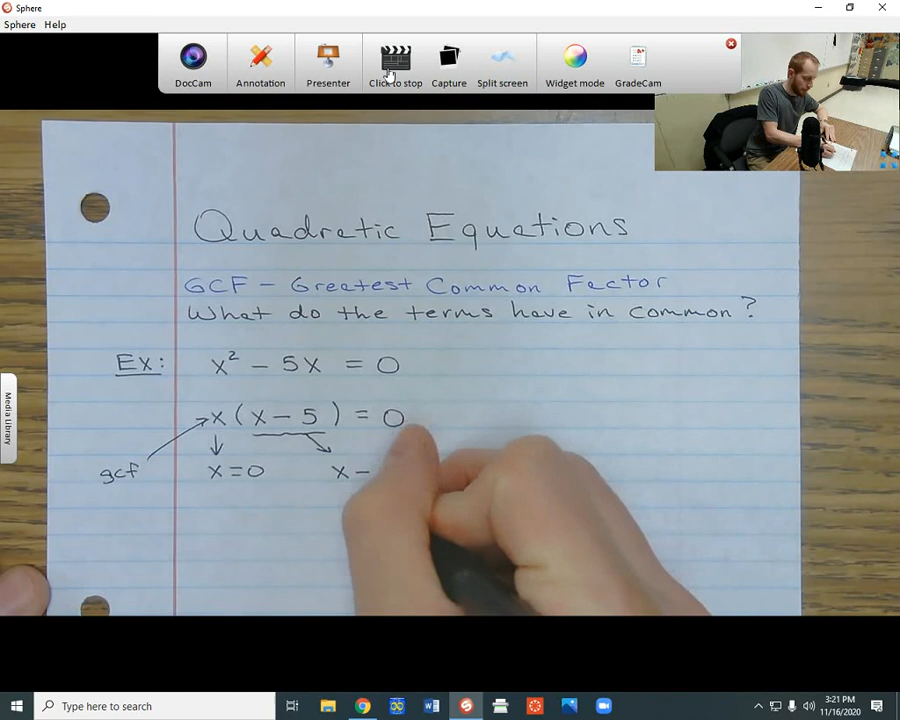 Sphere
Sphere Help
DocCam Annotation Presenter Click to stop Capture Split screen Widget mode GradeCam
Media Library
Quadratic Equations
GCF - Greatest Common Factor
What do the terms have in common?
Ex: x² - 5x = 0
x(x - 5) = 0
gcf x = 0 x -
Type here to search
3:21 PM
11/16/2020